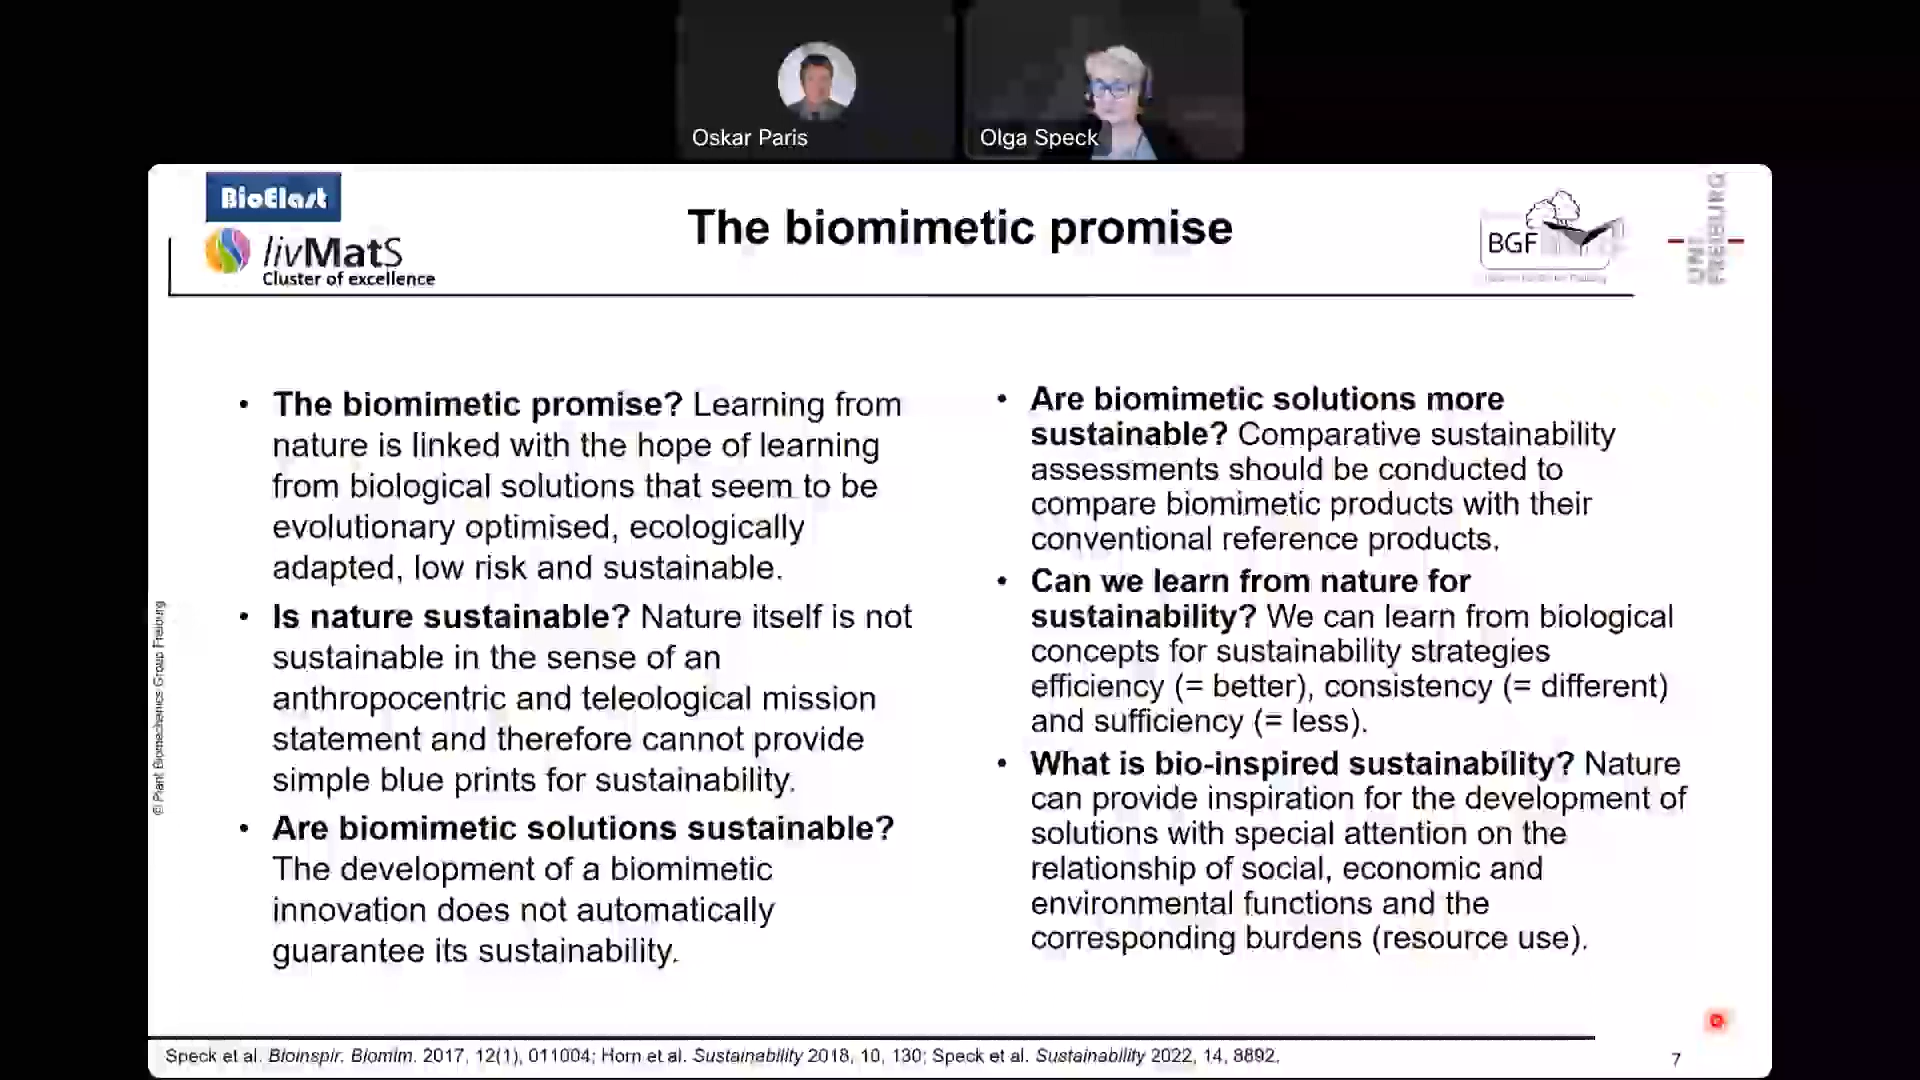 Oskar Paris
Olga Speck
BioElast
livMatS
Cluster of excellence
The biomimetic promise
BGF
UNI
FREIBURG
• The biomimetic promise? Learning from
nature is linked with the hope of learning
from biological solutions that seem to be
evolutionary optimised, ecologically
adapted, low risk and sustainable.
• Is nature sustainable? Nature itself is not
sustainable in the sense of an
anthropocentric and teleological mission
statement and therefore cannot provide
simple blue prints for sustainability.
• Are biomimetic solutions sustainable?
The development of a biomimetic
innovation does not automatically
guarantee its sustainability.
• Are biomimetic solutions more
sustainable? Comparative sustainability
assessments should be conducted to
compare biomimetic products with their
conventional reference products.
• Can we learn from nature for
sustainability? We can learn from biological
concepts for sustainability strategies
efficiency (= better), consistency (= different)
and sufficiency (= less).
• What is bio-inspired sustainability? Nature
can provide inspiration for the development of
solutions with special attention on the
relationship of social, economic and
environmental functions and the
corresponding burdens (resource use).
© Plant Biomechanics Group Freiburg
Speck et al. Bioinspir. Biomim. 2017, 12(1), 011004; Horn et al. Sustainability 2018, 10, 130; Speck et al. Sustainability 2022, 14, 8892.
7